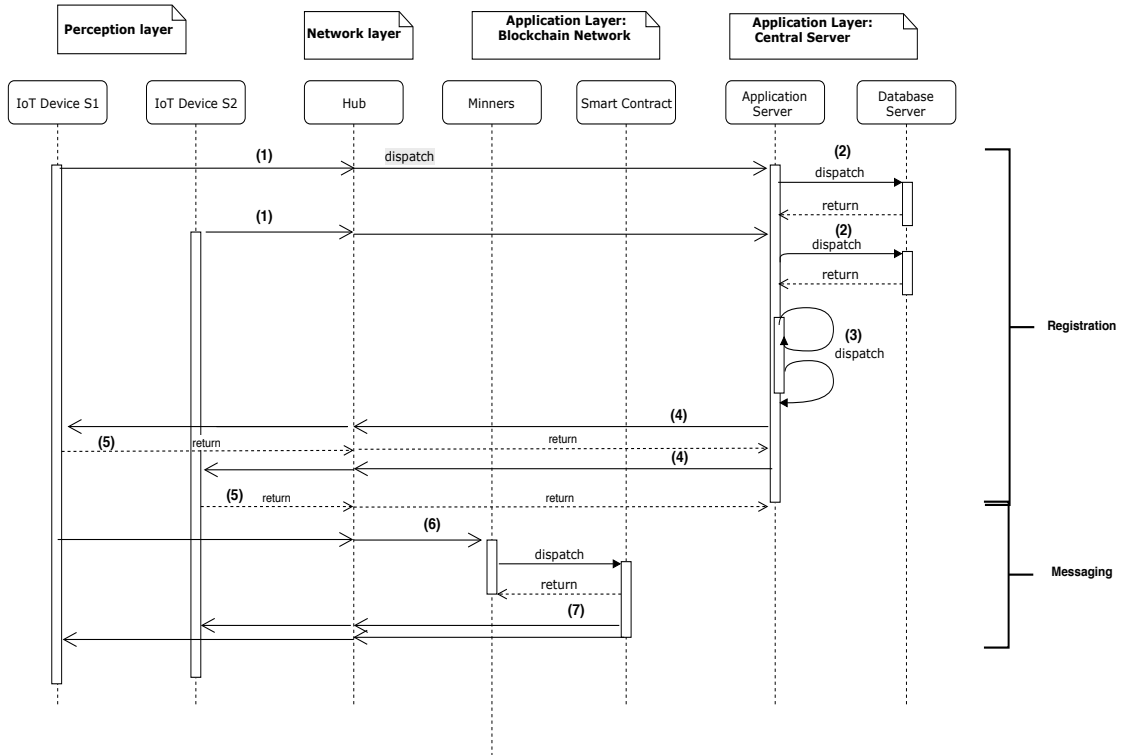 Perception layer
Network layer
Application Layer:
Blockchain Network
Application Layer:
Central Server
IoT Device S1
IoT Device S2
Hub
Minners
Smart Contract
Application
Server
Database
Server
(1)
dispatch
(2)
dispatch
return
(1)
(2)
dispatch
return
(3)
dispatch
Registration
(4)
(5)
return
return
(4)
(5)
return
return
(6)
dispatch
return
Messaging
(7)